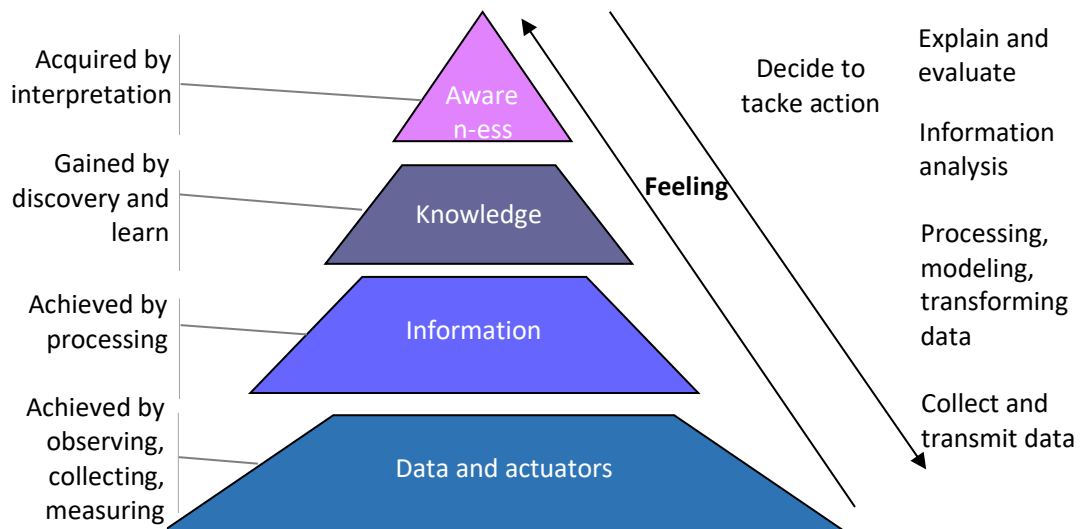 Acquired by
interpretation
Gained by
discovery and
learn
Achieved by
processing
Achieved by
observing,
collecting,
measuring
Aware
n-ess
Knowledge
Information
Data and actuators
Feeling
Decide to
tacke action
Explain and
evaluate
Information
analysis
Processing,
modeling,
transforming
data
Collect and
transmit data